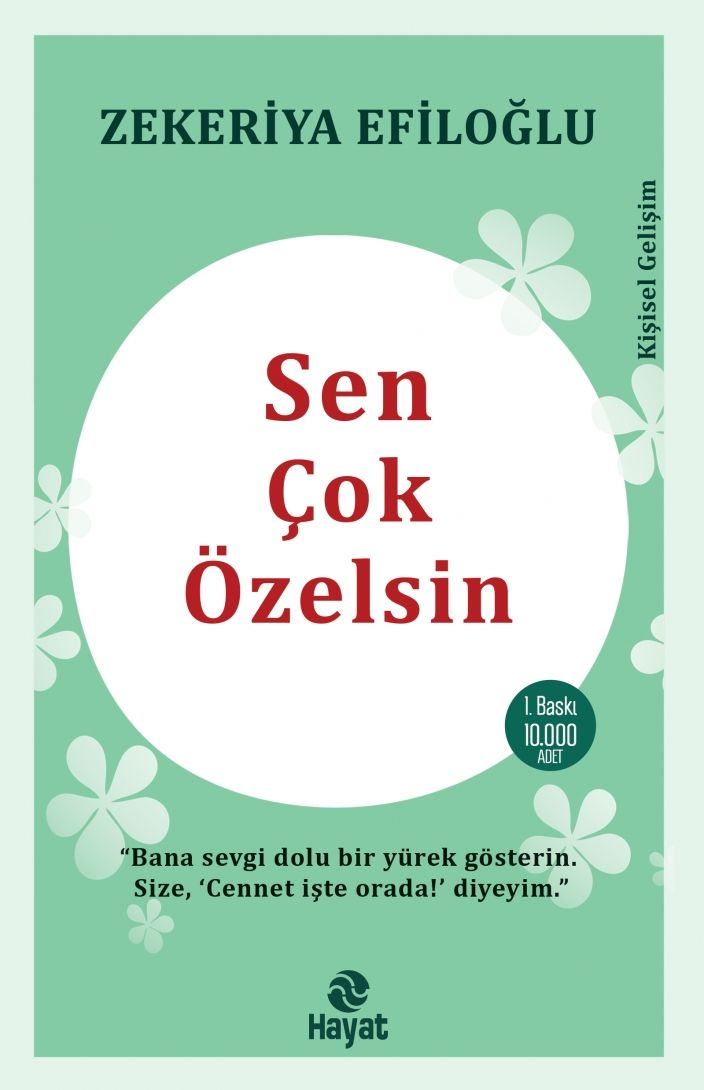 ZEKERİYA EFİLOĞLU
Kişisel Gelişim
Sen
Çok
Özelsin
1. Baskı
10.000
ADET
“Bana sevgi dolu bir yürek gösterin.
Size, ‘Cennet işte orada!’ diyeyim.”
Hayat